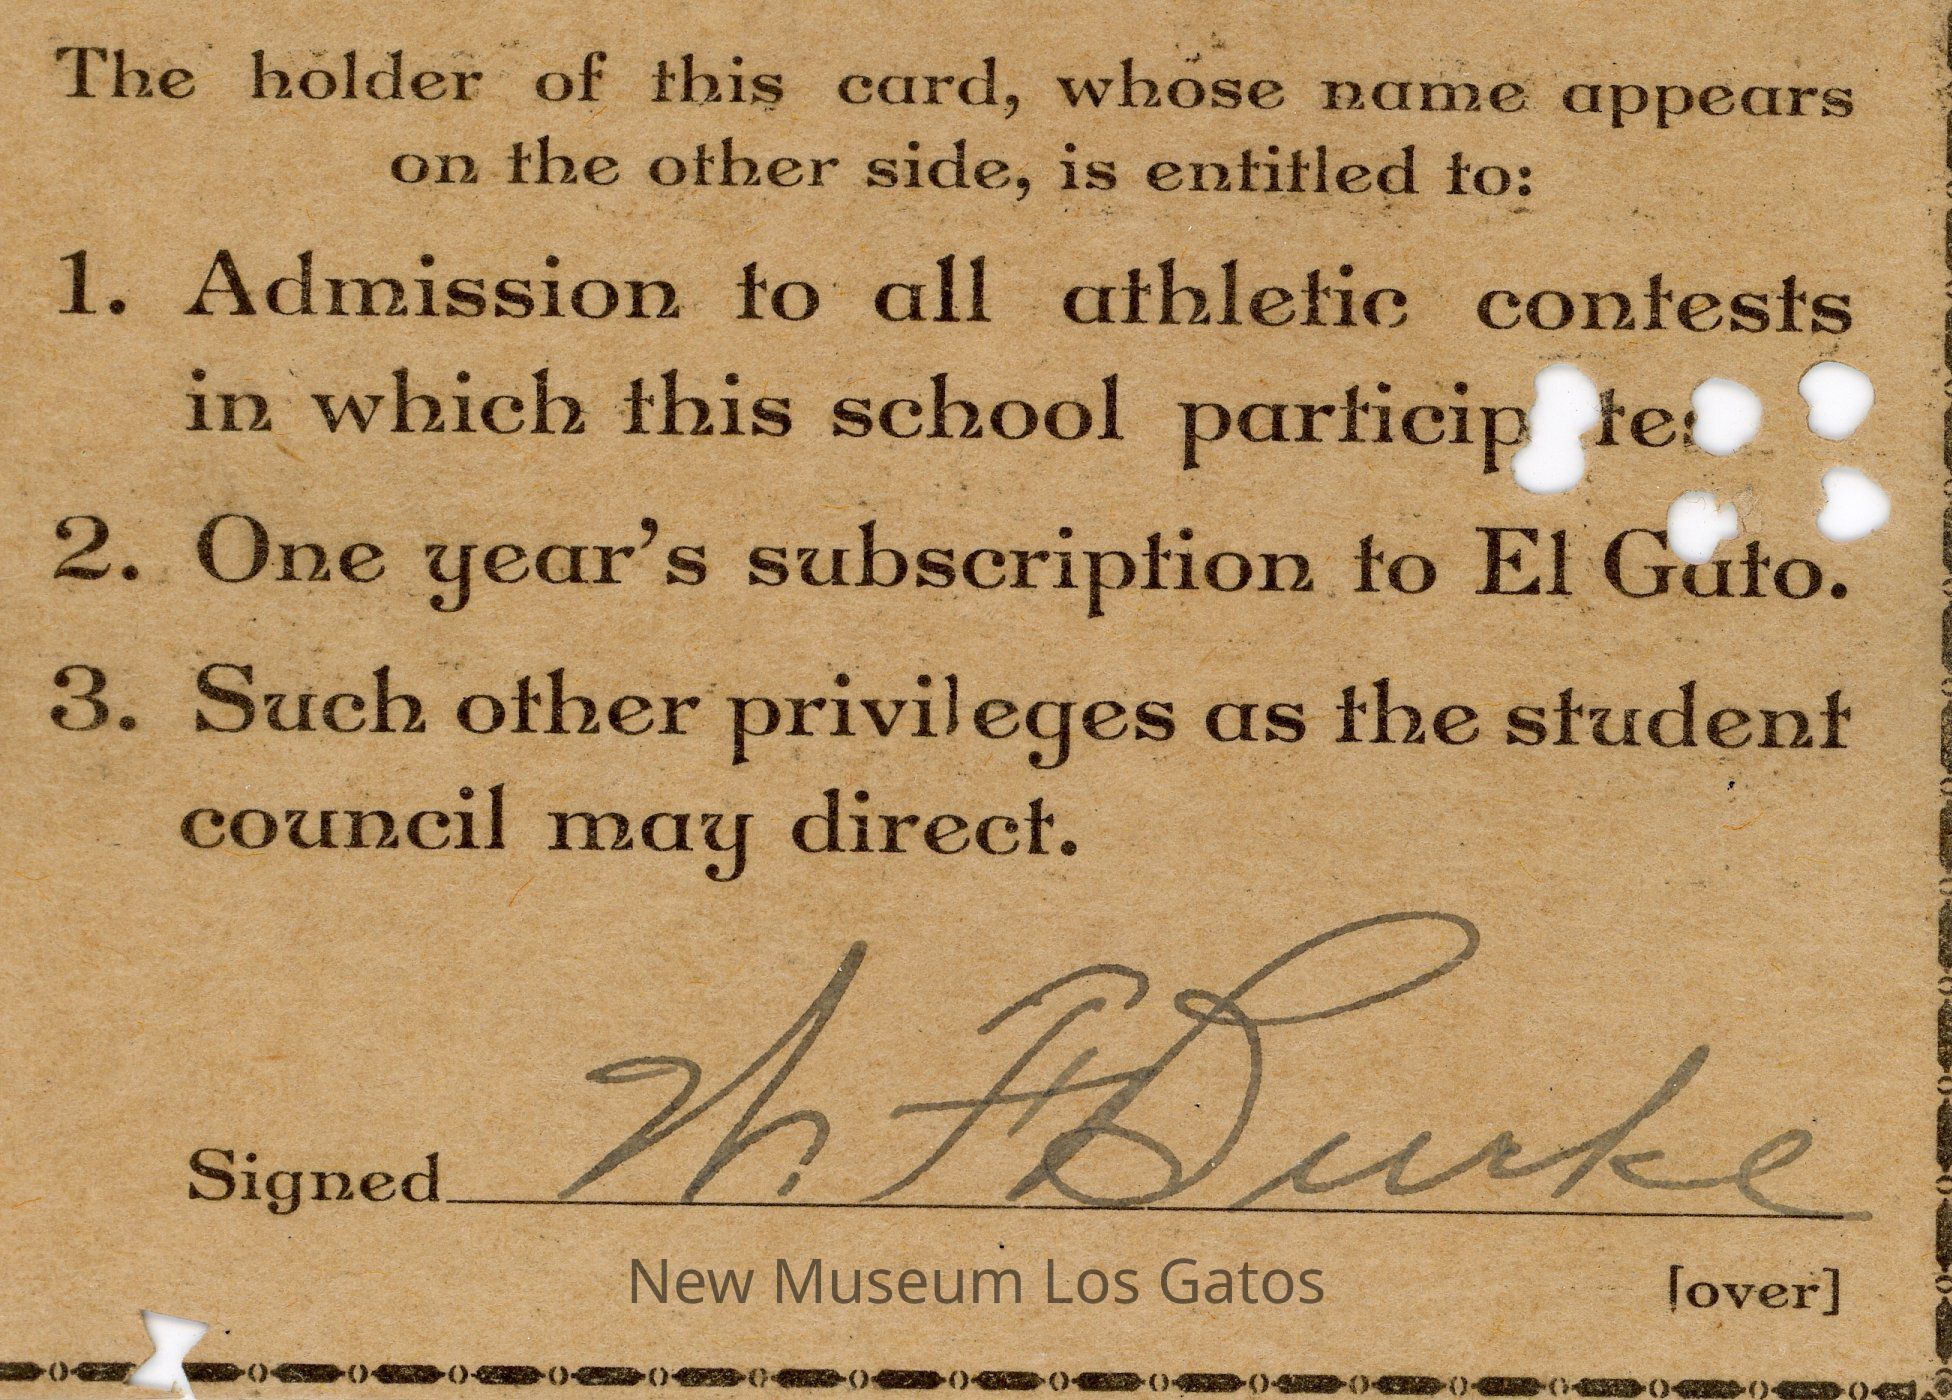 The holder of this card, whose name appears
on the other side, is entitled to:
1. Admission to all athletic contests
in which this school participates
2. One year's subscription to El Gato.
3. Such other privileges as the student
council may direct.
Signed W. F. Burke
New Museum Los Gatos
[over]